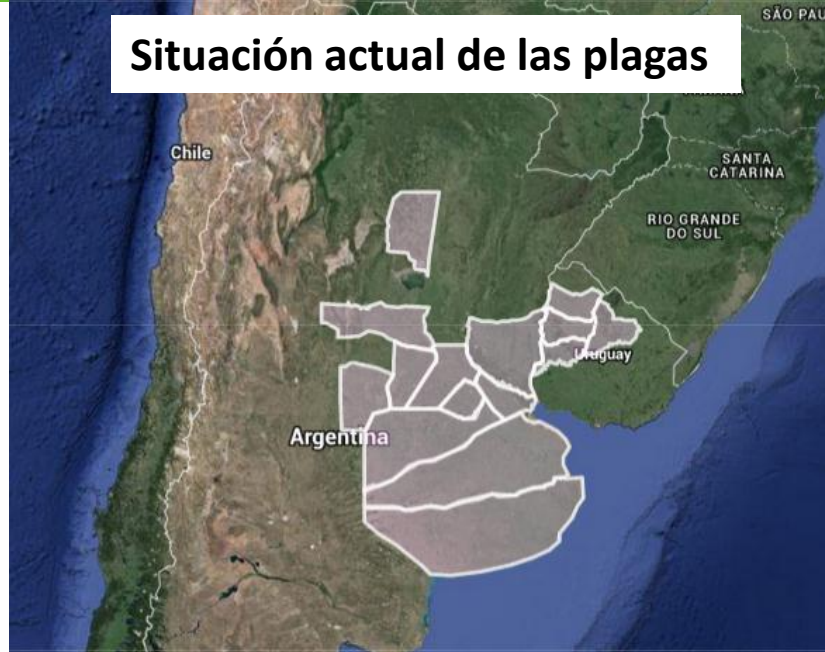 SÃO PAU
Situación actual de las plagas
Chile
SANTA
CATARINA
RIO GRANDE
DO SUL
Uruguay
Argentina